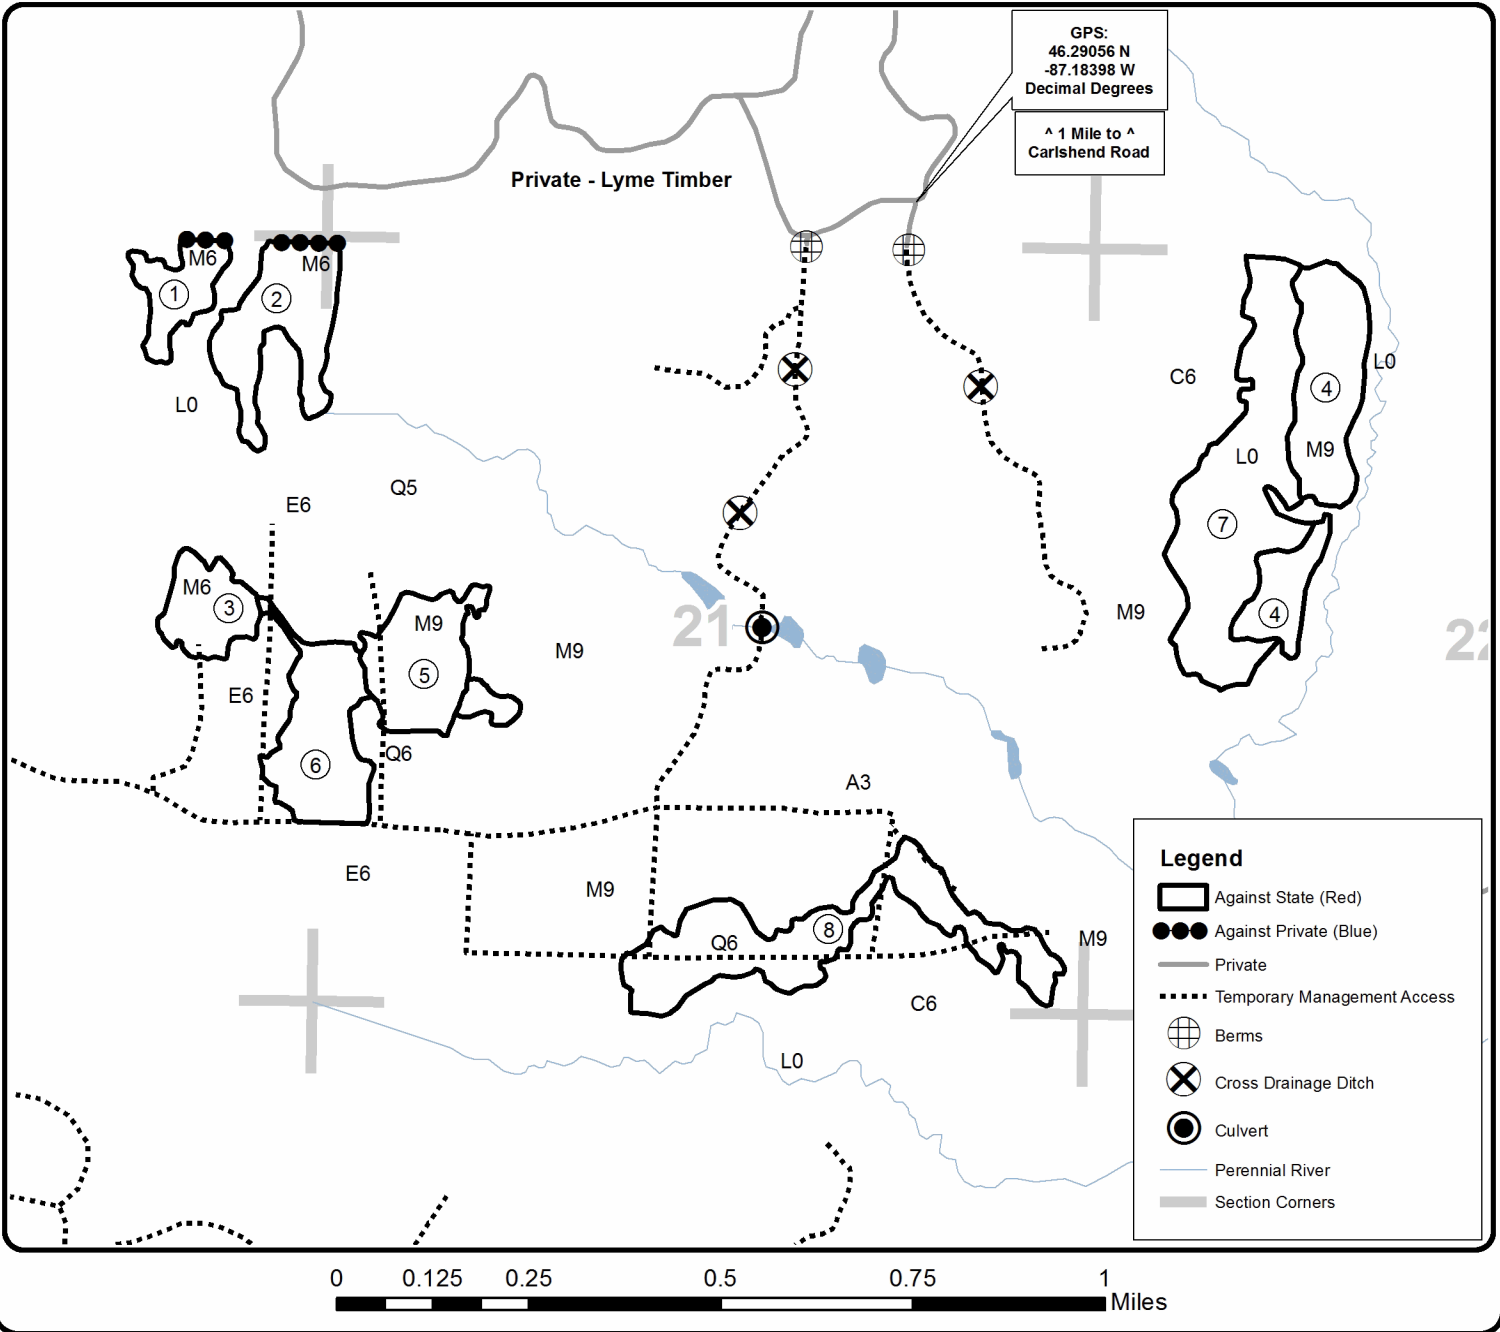 GPS:
46.29056 N
-87.18398 W
Decimal Degrees
^ 1 Mile to ^
Carlshend Road
Private - Lyme Timber
M6
M6
1
2
L0
C6
L0
4
M9
L0
Q5
E6
7
M6
3
M9
M9
4
21
22
M9
5
E6
Q6
6
A3
E6
M9
8
Q6
M9
C6
L0
Legend
Against State (Red)
Against Private (Blue)
Private
Temporary Management Access
Berms
Cross Drainage Ditch
Culvert
Perennial River
Section Corners
0 0.125 0.25 0.5 0.75 1
Miles